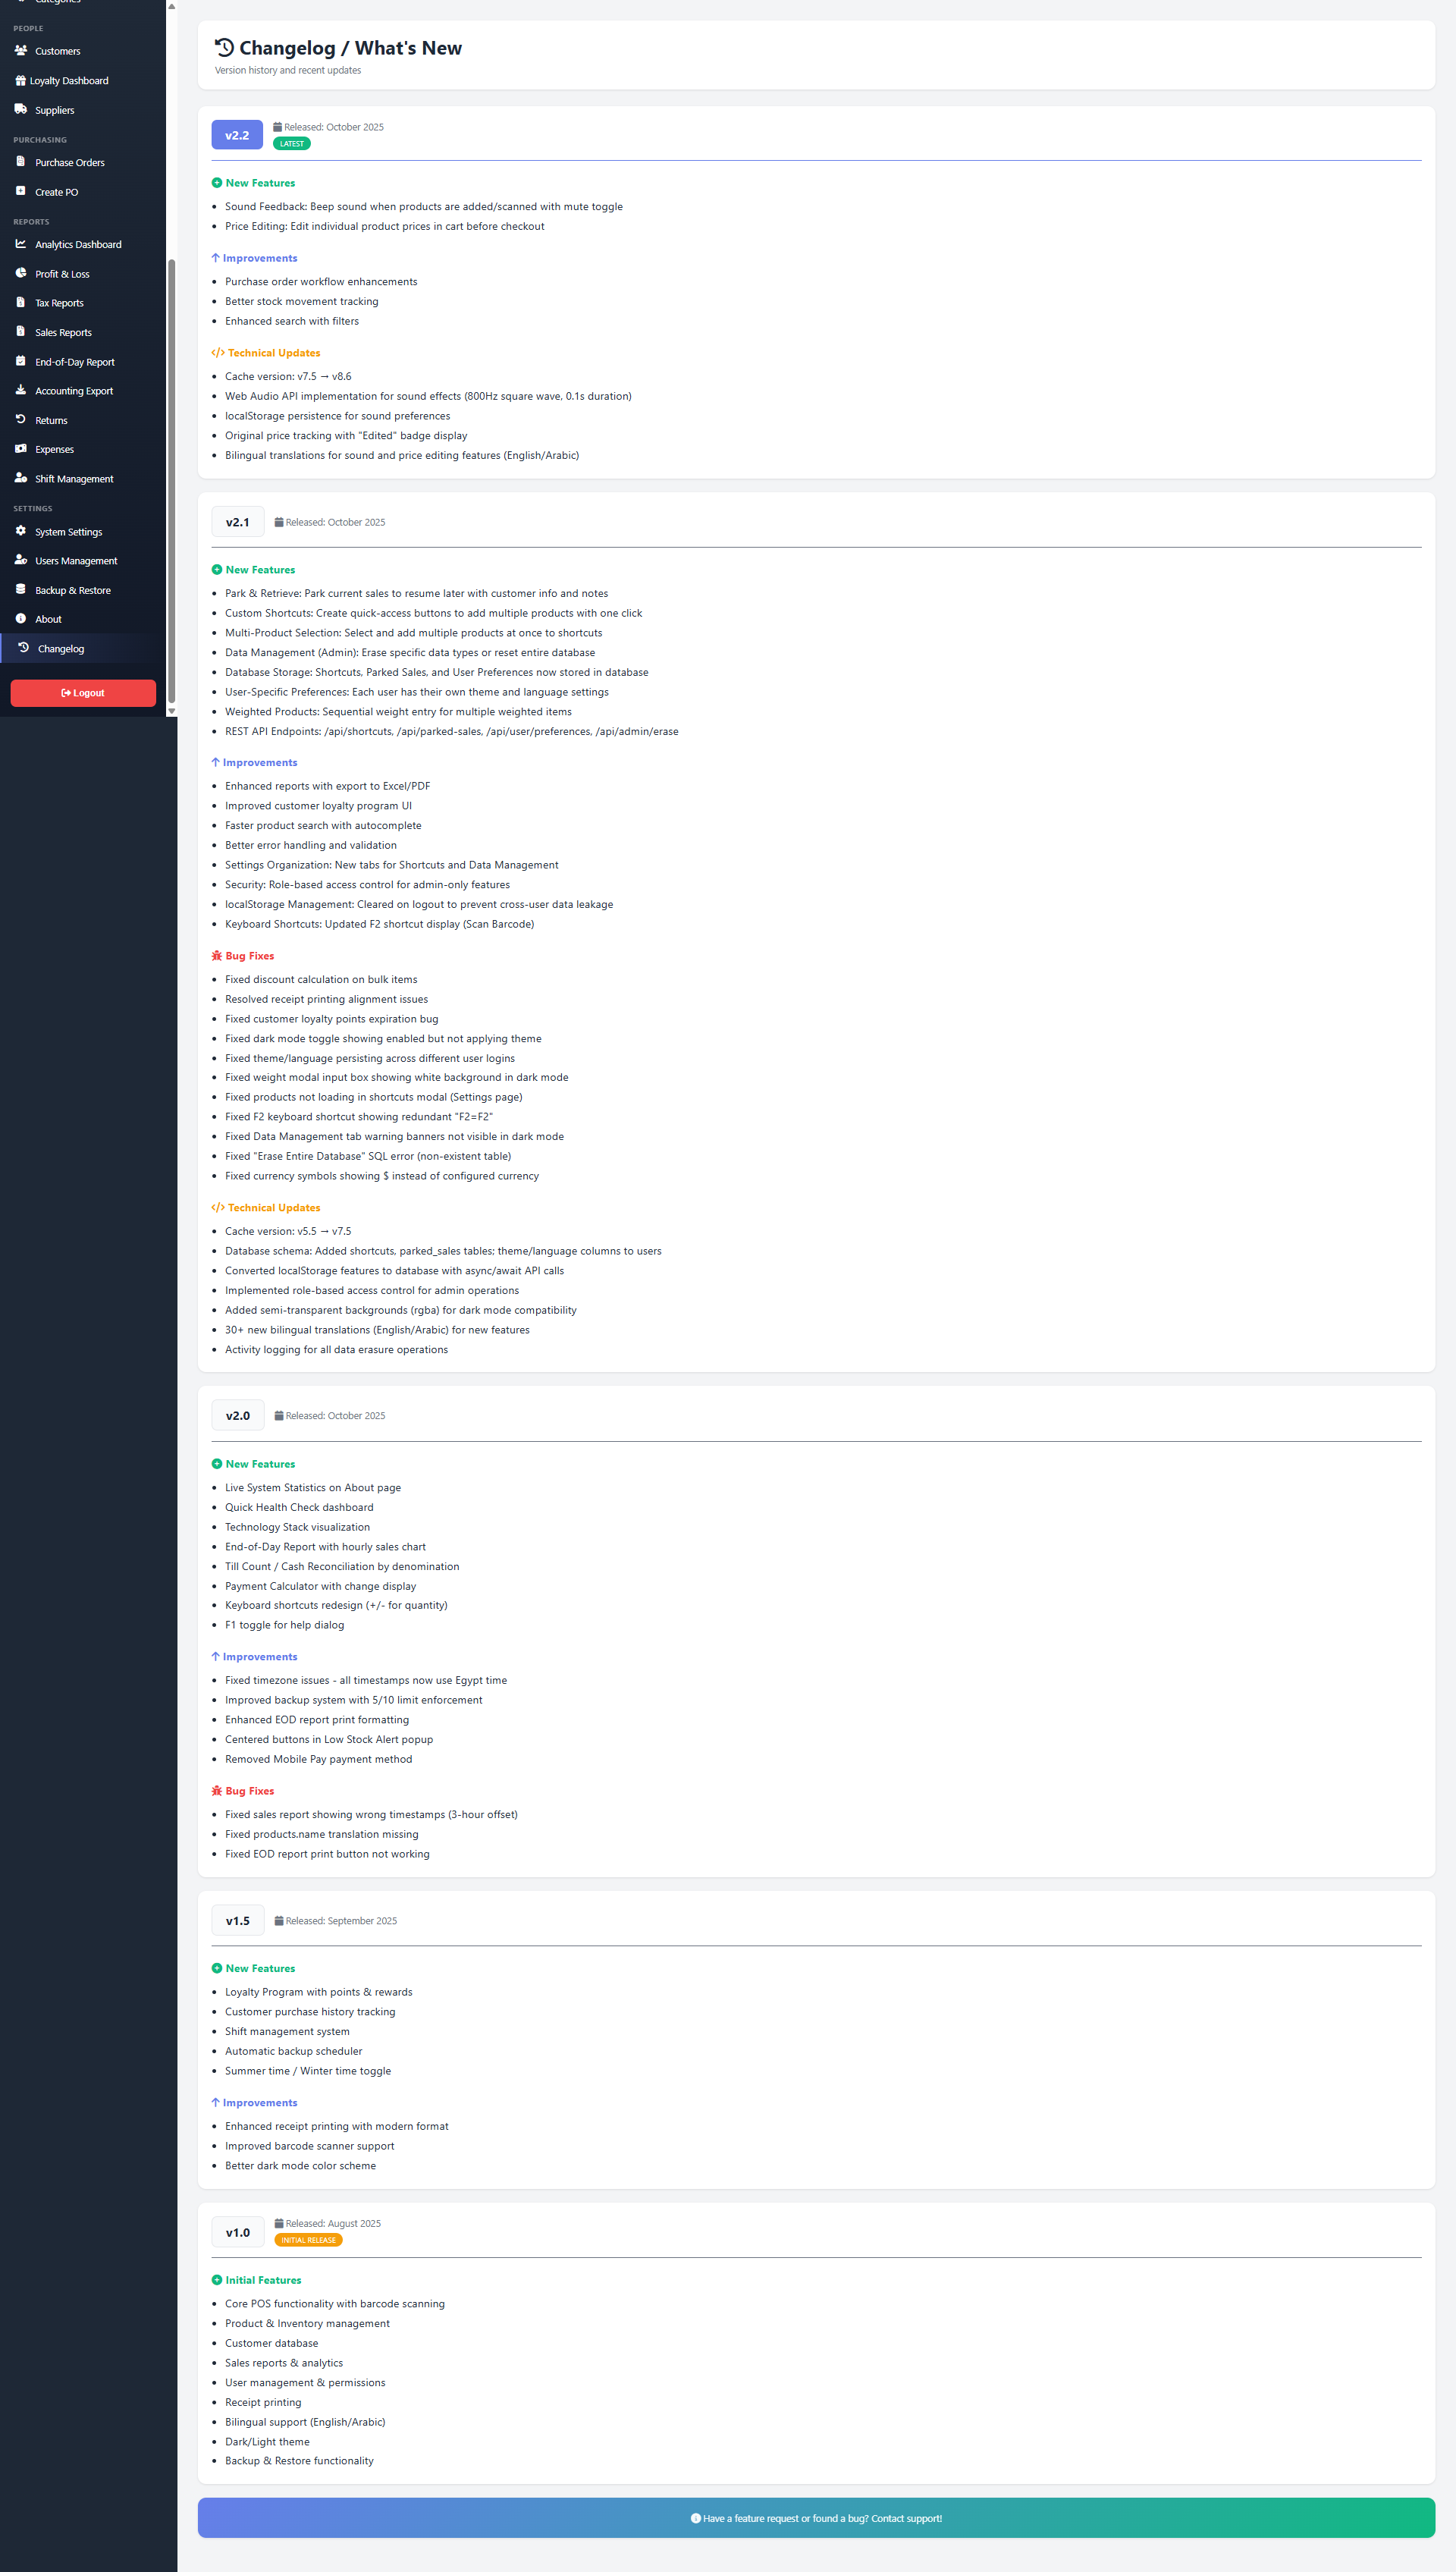 Categories
PEOPLE
Customers
Loyalty Dashboard
Suppliers
PURCHASING
Purchase Orders
Create PO
REPORTS
Analytics Dashboard
Profit & Loss
Tax Reports
Sales Reports
End-of-Day Report
Accounting Export
Returns
Expenses
Shift Management
SETTINGS
System Settings
Users Management
Backup & Restore
About
Changelog
Logout
Changelog / What's New
Version history and recent updates
v2.2
Released: October 2025
LATEST
New Features
• Sound Feedback: Beep sound when products are added/scanned with mute toggle
• Price Editing: Edit individual product prices in cart before checkout
Improvements
• Purchase order workflow enhancements
• Better stock movement tracking
• Enhanced search with filters
</> Technical Updates
• Cache version: v7.5 → v8.6
• Web Audio API implementation for sound effects (800Hz square wave, 0.1s duration)
• localStorage persistence for sound preferences
• Original price tracking with "Edited" badge display
• Bilingual translations for sound and price editing features (English/Arabic)
v2.1
Released: October 2025
New Features
• Park & Retrieve: Park current sales to resume later with customer info and notes
• Custom Shortcuts: Create quick-access buttons to add multiple products with one click
• Multi-Product Selection: Select and add multiple products at once to shortcuts
• Data Management (Admin): Erase specific data types or reset entire database
• Database Storage: Shortcuts, Parked Sales, and User Preferences now stored in database
• User-Specific Preferences: Each user has their own theme and language settings
• Weighted Products: Sequential weight entry for multiple weighted items
• REST API Endpoints: /api/shortcuts, /api/parked-sales, /api/user/preferences, /api/admin/erase
Improvements
• Enhanced reports with export to Excel/PDF
• Improved customer loyalty program UI
• Faster product search with autocomplete
• Better error handling and validation
• Settings Organization: New tabs for Shortcuts and Data Management
• Security: Role-based access control for admin-only features
• localStorage Management: Cleared on logout to prevent cross-user data leakage
• Keyboard Shortcuts: Updated F2 shortcut display (Scan Barcode)
Bug Fixes
• Fixed discount calculation on bulk items
• Resolved receipt printing alignment issues
• Fixed customer loyalty points expiration bug
• Fixed dark mode toggle showing enabled but not applying theme
• Fixed theme/language persisting across different user logins
• Fixed weight modal input box showing white background in dark mode
• Fixed products not loading in shortcuts modal (Settings page)
• Fixed F2 keyboard shortcut showing redundant "F2=F2"
• Fixed Data Management tab warning banners not visible in dark mode
• Fixed "Erase Entire Database" SQL error (non-existent table)
• Fixed currency symbols showing $ instead of configured currency
</> Technical Updates
• Cache version: v5.5 → v7.5
• Database schema: Added shortcuts, parked_sales tables; theme/language columns to users
• Converted localStorage features to database with async/await API calls
• Implemented role-based access control for admin operations
• Added semi-transparent backgrounds (rgba) for dark mode compatibility
• 30+ new bilingual translations (English/Arabic) for new features
• Activity logging for all data erasure operations
v2.0
Released: October 2025
New Features
• Live System Statistics on About page
• Quick Health Check dashboard
• Technology Stack visualization
• End-of-Day Report with hourly sales chart
• Till Count / Cash Reconciliation by denomination
• Payment Calculator with change display
• Keyboard shortcuts redesign (+/- for quantity)
• F1 toggle for help dialog
Improvements
• Fixed timezone issues - all timestamps now use Egypt time
• Improved backup system with 5/10 limit enforcement
• Enhanced EOD report print formatting
• Centered buttons in Low Stock Alert popup
• Removed Mobile Pay payment method
Bug Fixes
• Fixed sales report showing wrong timestamps (3-hour offset)
• Fixed products.name translation missing
• Fixed EOD report print button not working
v1.5
Released: September 2025
New Features
• Loyalty Program with points & rewards
• Customer purchase history tracking
• Shift management system
• Automatic backup scheduler
• Summer time / Winter time toggle
Improvements
• Enhanced receipt printing with modern format
• Improved barcode scanner support
• Better dark mode color scheme
v1.0
Released: August 2025
INITIAL RELEASE
Initial Features
• Core POS functionality with barcode scanning
• Product & Inventory management
• Customer database
• Sales reports & analytics
• User management & permissions
• Receipt printing
• Bilingual support (English/Arabic)
• Dark/Light theme
• Backup & Restore functionality
Have a feature request or found a bug? Contact support!